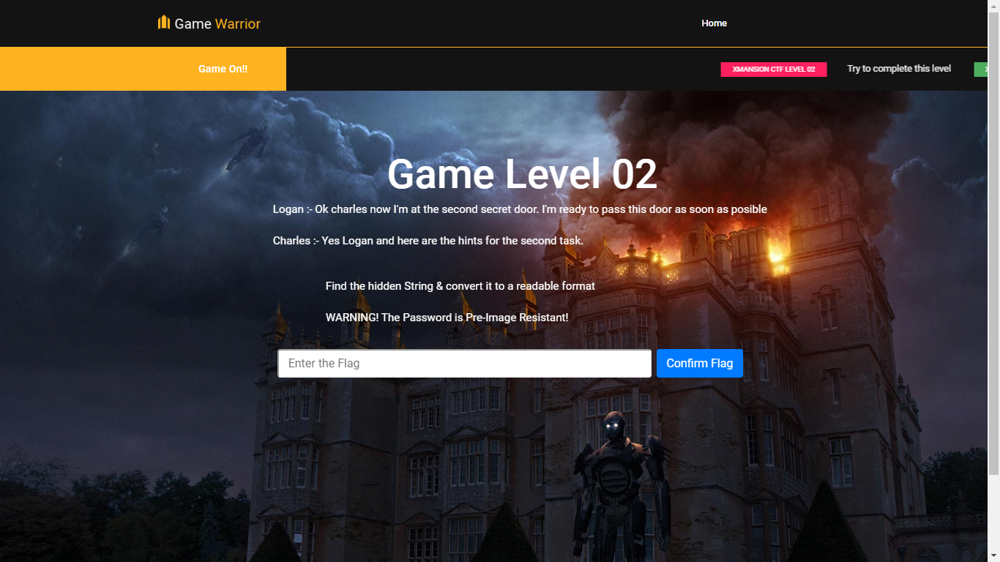 Game Warrior
Home
Game On!!
XMANSION CTF LEVEL 02
Try to complete this level
Game Level 02
Logan :- Ok charles now I'm at the second secret door. I'm ready to pass this door as soon as posible
Charles :- Yes Logan and here are the hints for the second task.
Find the hidden String & convert it to a readable format
WARNING! The Password is Pre-Image Resistant!
Enter the Flag
Confirm Flag